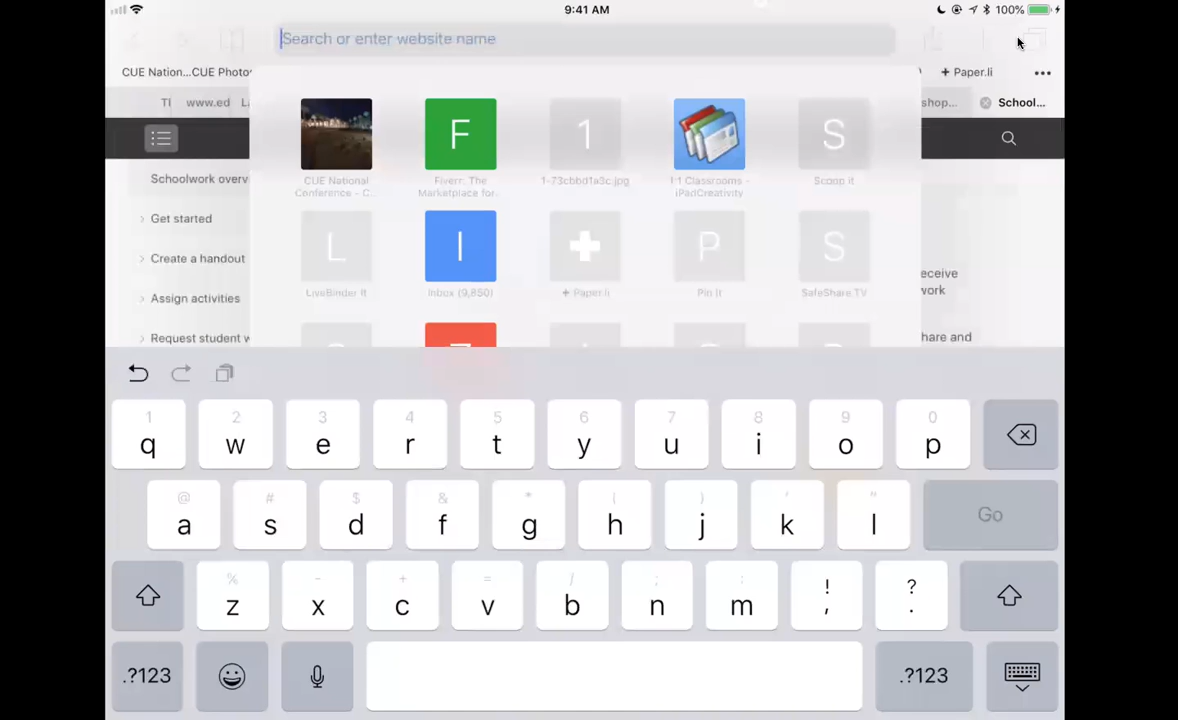 9:41 AM
100%
Search or enter website name
CUE Nation...CUE Photo
+ Paper.li
•••
www.ed
shop...
School...
F
1
S
CUE National Conference - C...
Fiverr: The Marketplace for...
1-73cbbd1a3c.jpg
1:1 Classrooms - iPadCreativity
Scoop it
Schoolwork overv
Get started
Create a handout
Assign activities
Request student w
L
I
P
S
LiveBinder It
Inbox (9,850)
+ Paper.li
Pin It
SafeShare TV
eceive
work
hare and
1 2 3 4 5 6 7 8 9 0
q w e r t y u i o p
@ # $ & * ( ) ' "
a s d f g h j k l Go
% - + = / ; : ! ?
z x c v b n m , .
.?123 .?123